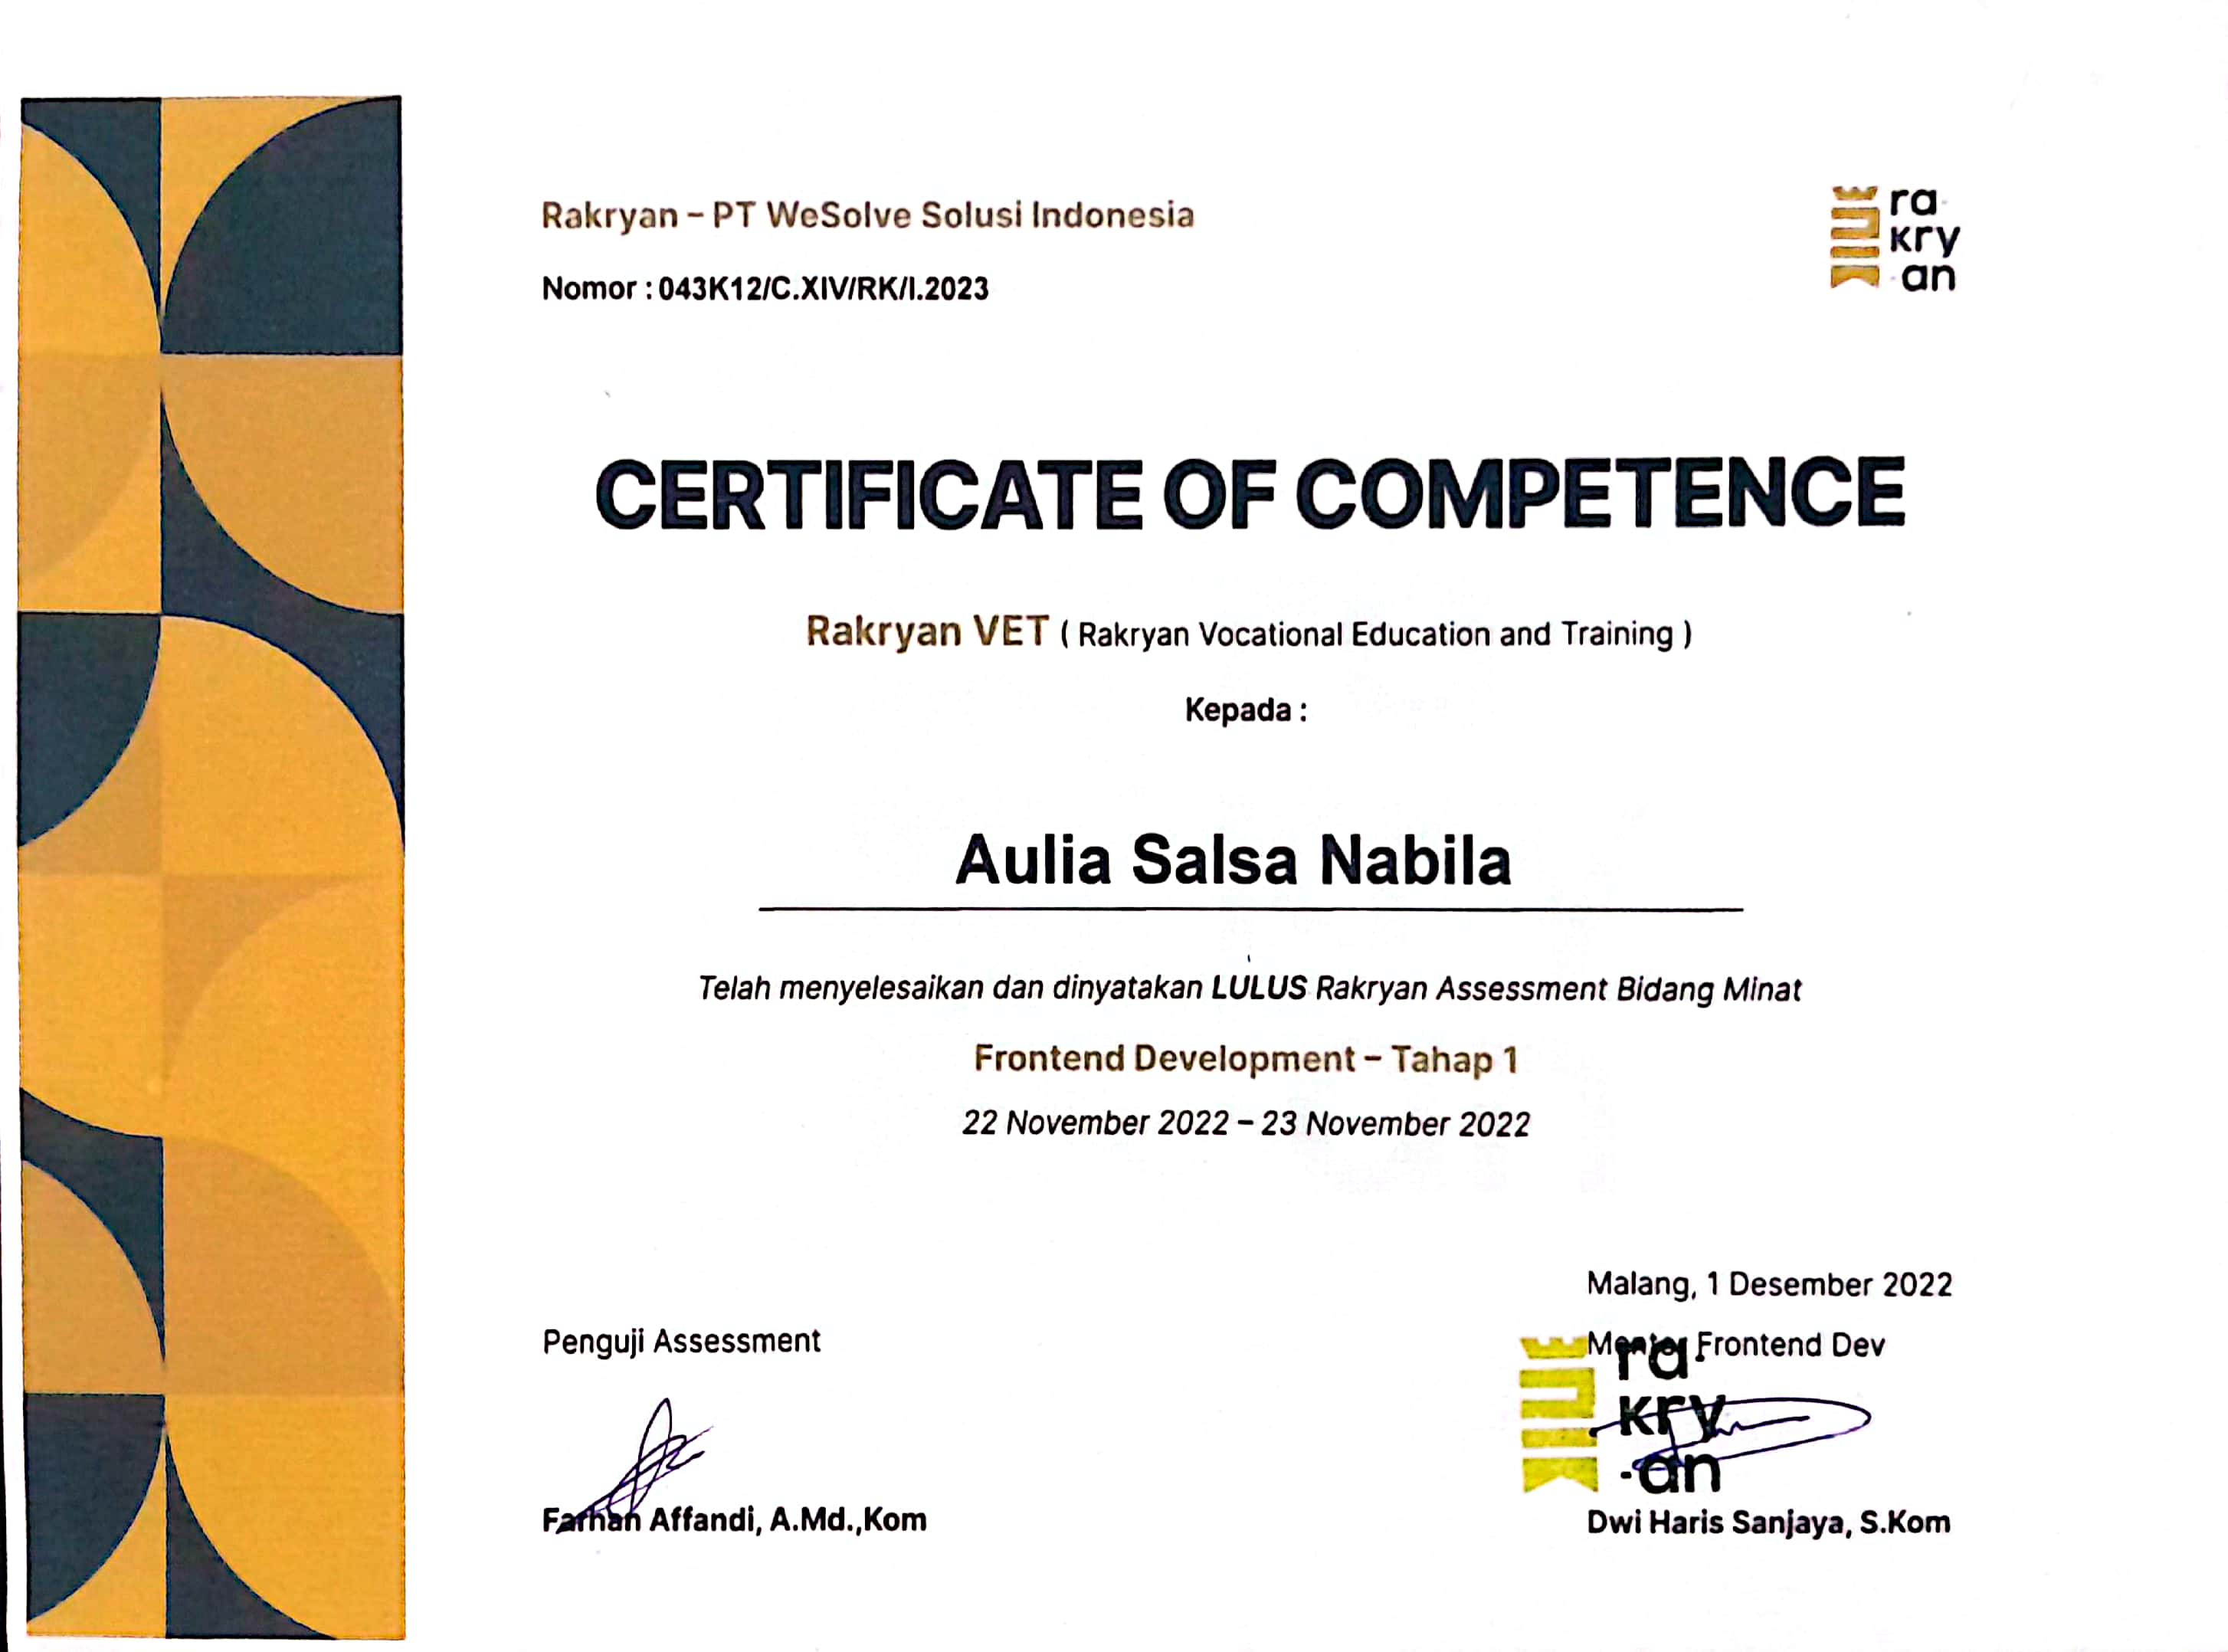 Rakryan – PT WeSolve Solusi Indonesia
ra
kry
an
Nomor : 043K12/C.XIV/RK/I.2023
CERTIFICATE OF COMPETENCE
Rakryan VET ( Rakryan Vocational Education and Training )
Kepada :
Aulia Salsa Nabila
Telah menyelesaikan dan dinyatakan LULUS Rakryan Assessment Bidang Minat
Frontend Development – Tahap 1
22 November 2022 – 23 November 2022
Malang, 1 Desember 2022
Penguji Assessment
Mentor Frontend Dev
ra
kry
-an
Farhan Affandi, A.Md.,Kom
Dwi Haris Sanjaya, S.Kom